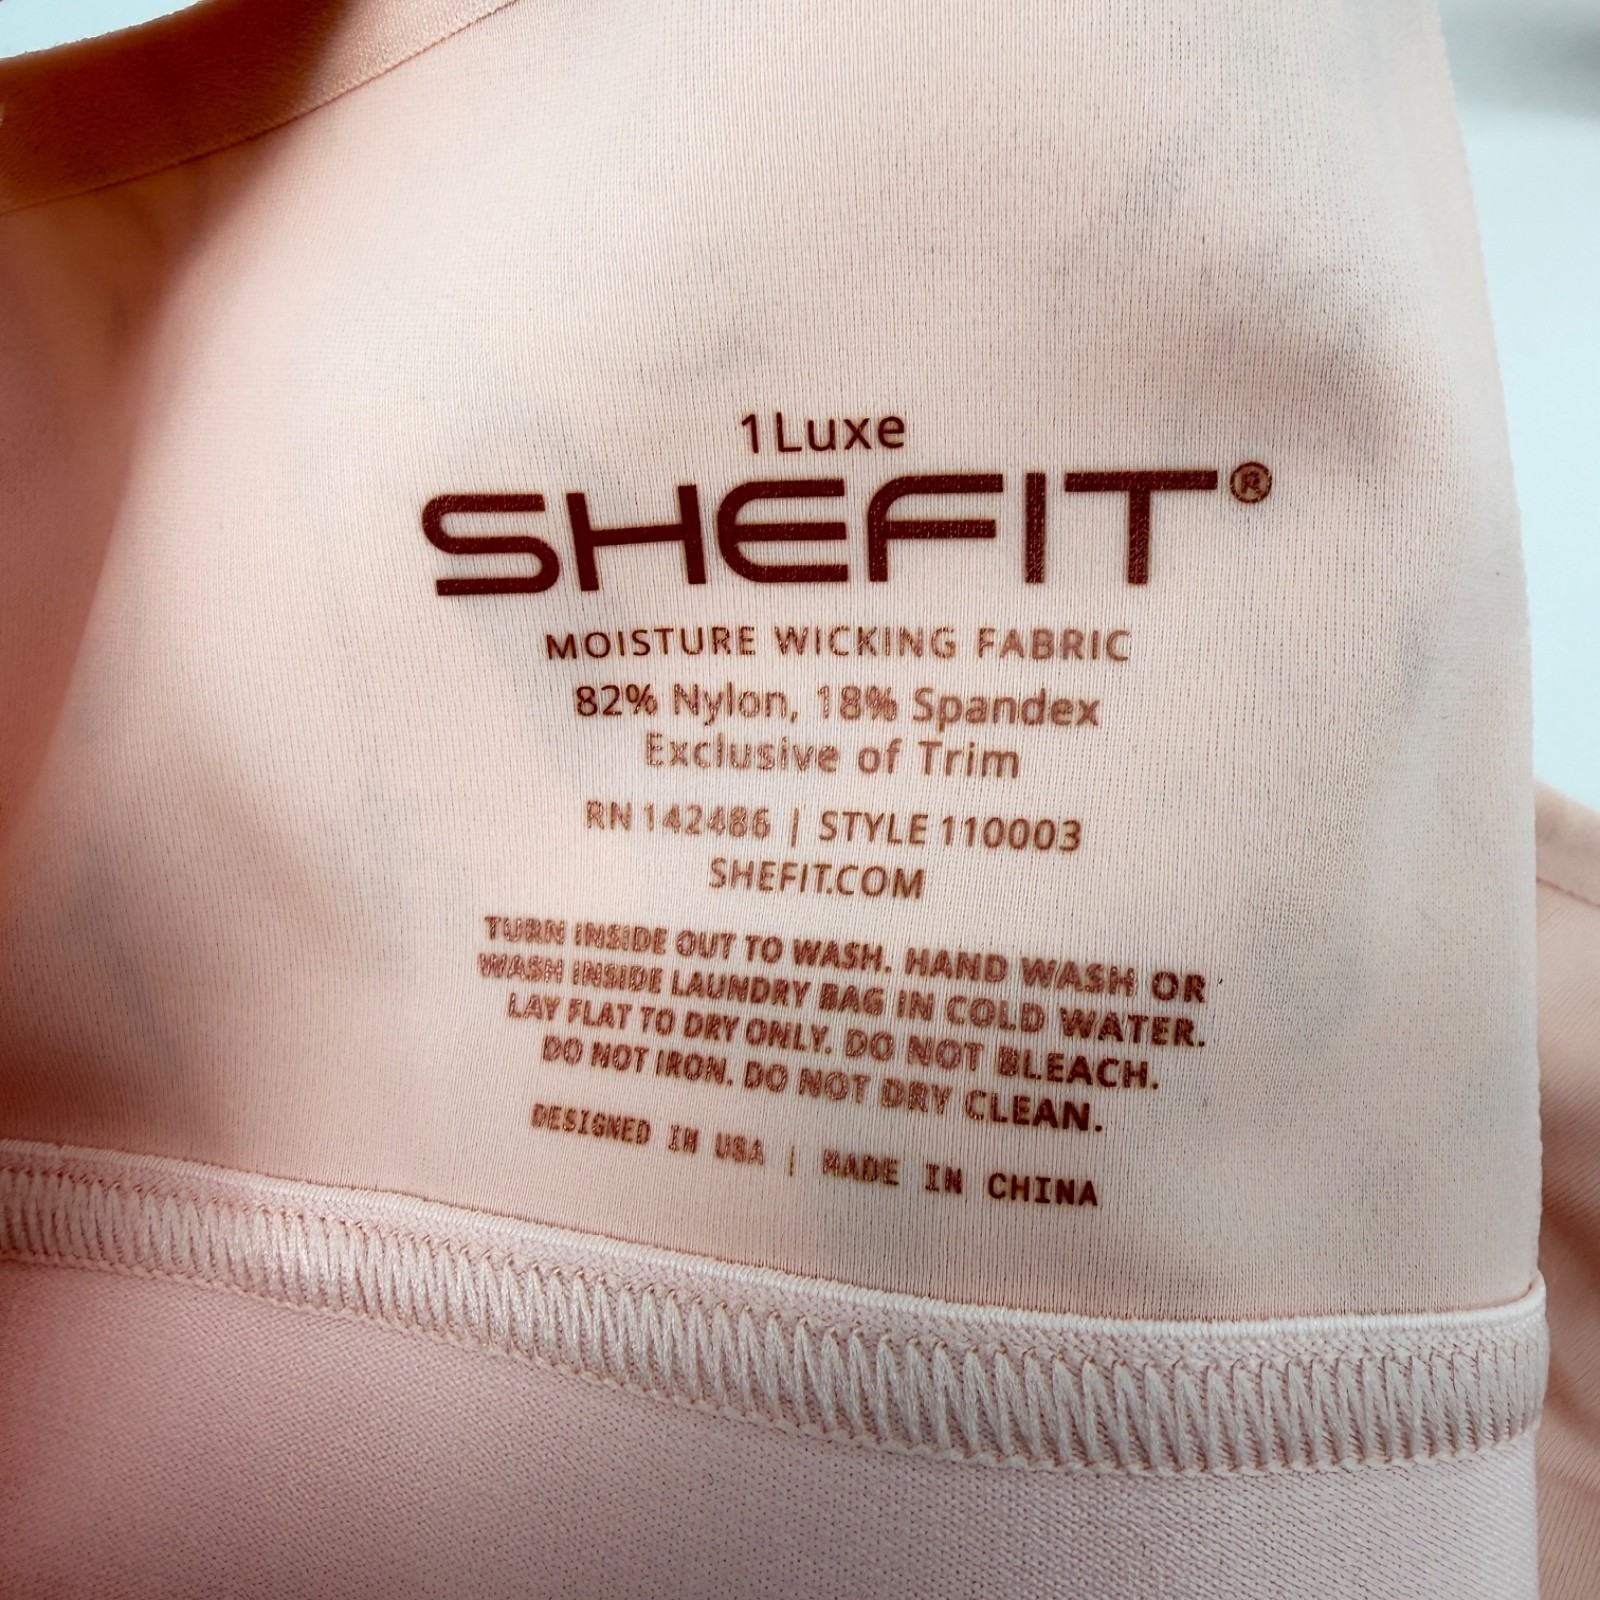 1Luxe
SHEFIT®
MOISTURE WICKING FABRIC
82% Nylon, 18% Spandex
Exclusive of Trim
RN 142486 | STYLE 110003
SHEFIT.COM
TURN INSIDE OUT TO WASH. HAND WASH OR
WASH INSIDE LAUNDRY BAG IN COLD WATER.
LAY FLAT TO DRY ONLY. DO NOT BLEACH.
DO NOT IRON. DO NOT DRY CLEAN.
DESIGNED IN USA | MADE IN CHINA